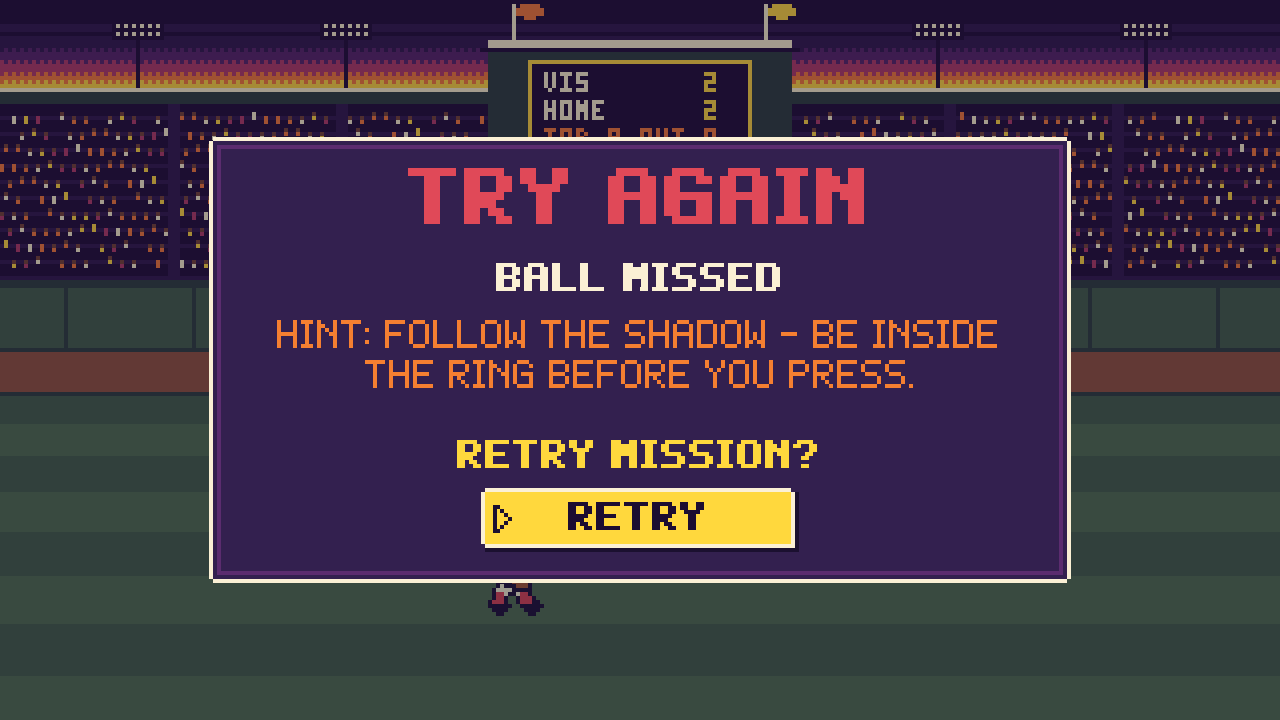 VIS 2
HOME 2
TRY AGAIN
BALL MISSED
HINT: FOLLOW THE SHADOW - BE INSIDE
THE RING BEFORE YOU PRESS.
RETRY MISSION?
RETRY